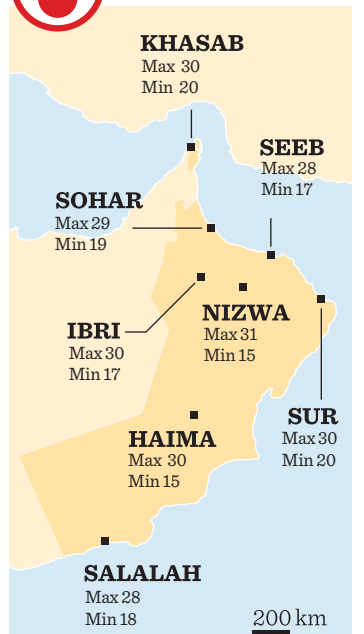 KHASAB
Max 30
Min 20
SEEB
Max 28
Min 17
SOHAR
Max 29
Min 19
NIZWA
Max 31
Min 15
IBRI
Max 30
Min 17
SUR
Max 30
Min 20
HAIMA
Max 30
Min 15
SALALAH
Max 28
Min 18
200 km